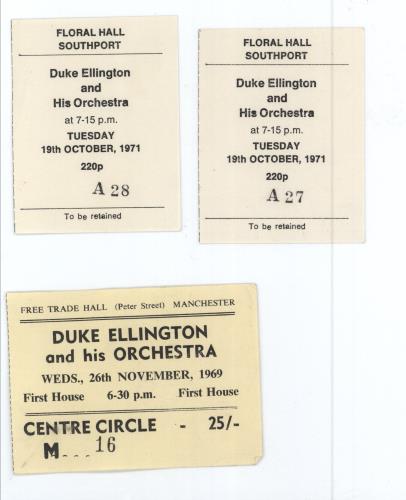 FLORAL HALL
SOUTHPORT
Duke Ellington
and
His Orchestra
at 7-15 p.m.
TUESDAY
19th OCTOBER, 1971
220p
A 28
To be retained
FLORAL HALL
SOUTHPORT
Duke Ellington
and
His Orchestra
at 7-15 p.m.
TUESDAY
19th OCTOBER, 1971
220p
A 27
To be retained
FREE TRADE HALL (Peter Street) MANCHESTER
DUKE ELLINGTON
and his ORCHESTRA
WEDS., 26th NOVEMBER, 1969
First House 6-30 p.m. First House
CENTRE CIRCLE - 25/-
M... 16